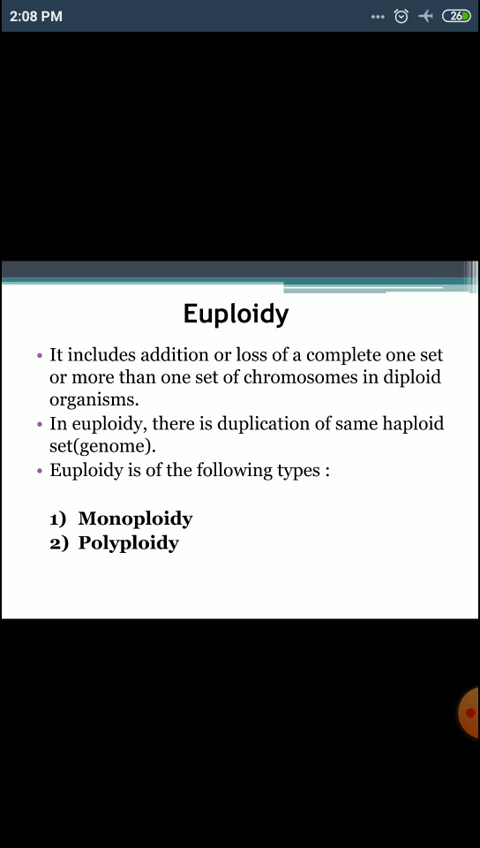 2:08 PM
26
Euploidy
• It includes addition or loss of a complete one set
or more than one set of chromosomes in diploid
organisms.
• In euploidy, there is duplication of same haploid
set(genome).
• Euploidy is of the following types :
1) Monoploidy
2) Polyploidy